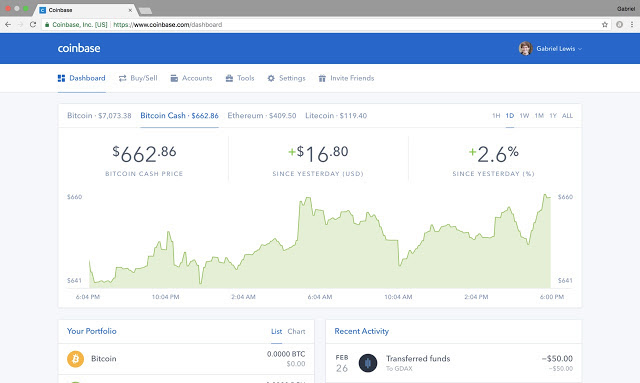 Coinbase
Gabriel
Coinbase, Inc. [US] https://www.coinbase.com/dashboard
coinbase
Gabriel Lewis
Dashboard Buy/Sell Accounts Tools Settings Invite Friends
Bitcoin · $7,073.38 Bitcoin Cash · $662.86 Ethereum · $409.50 Litecoin · $119.40 1H 1D 1W 1M 1Y ALL
$662.86 +$16.80 +2.6%
BITCOIN CASH PRICE SINCE YESTERDAY (USD) SINCE YESTERDAY (%)
$660 $660
$641 $641
6:04 PM 10:04 PM 2:04 AM 6:04 AM 10:04 AM 2:04 PM 6:00 PM
Your Portfolio List Chart Recent Activity
Bitcoin 0.0000 BTC
$0.00
FEB Transferred funds −$50.00
26 To GDAX −$50.00